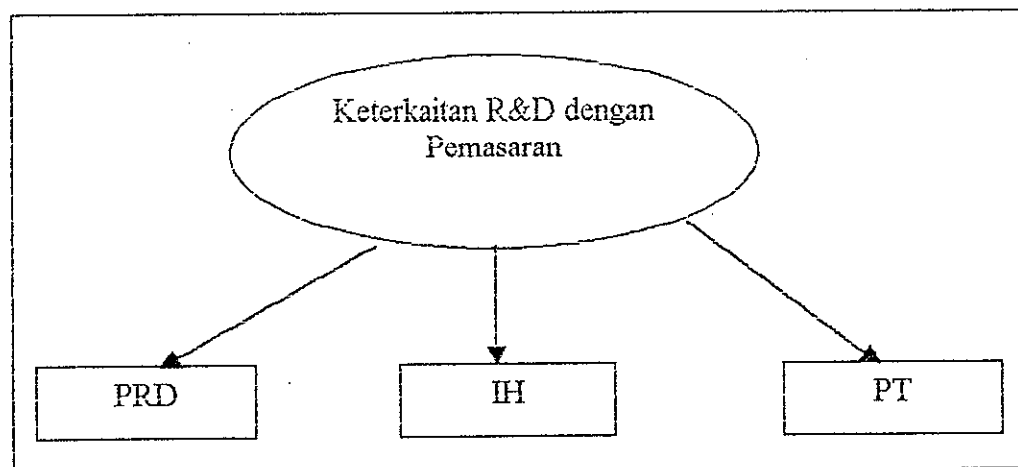 Keterkaitan R&D dengan
Pemasaran
PRD
IH
PT